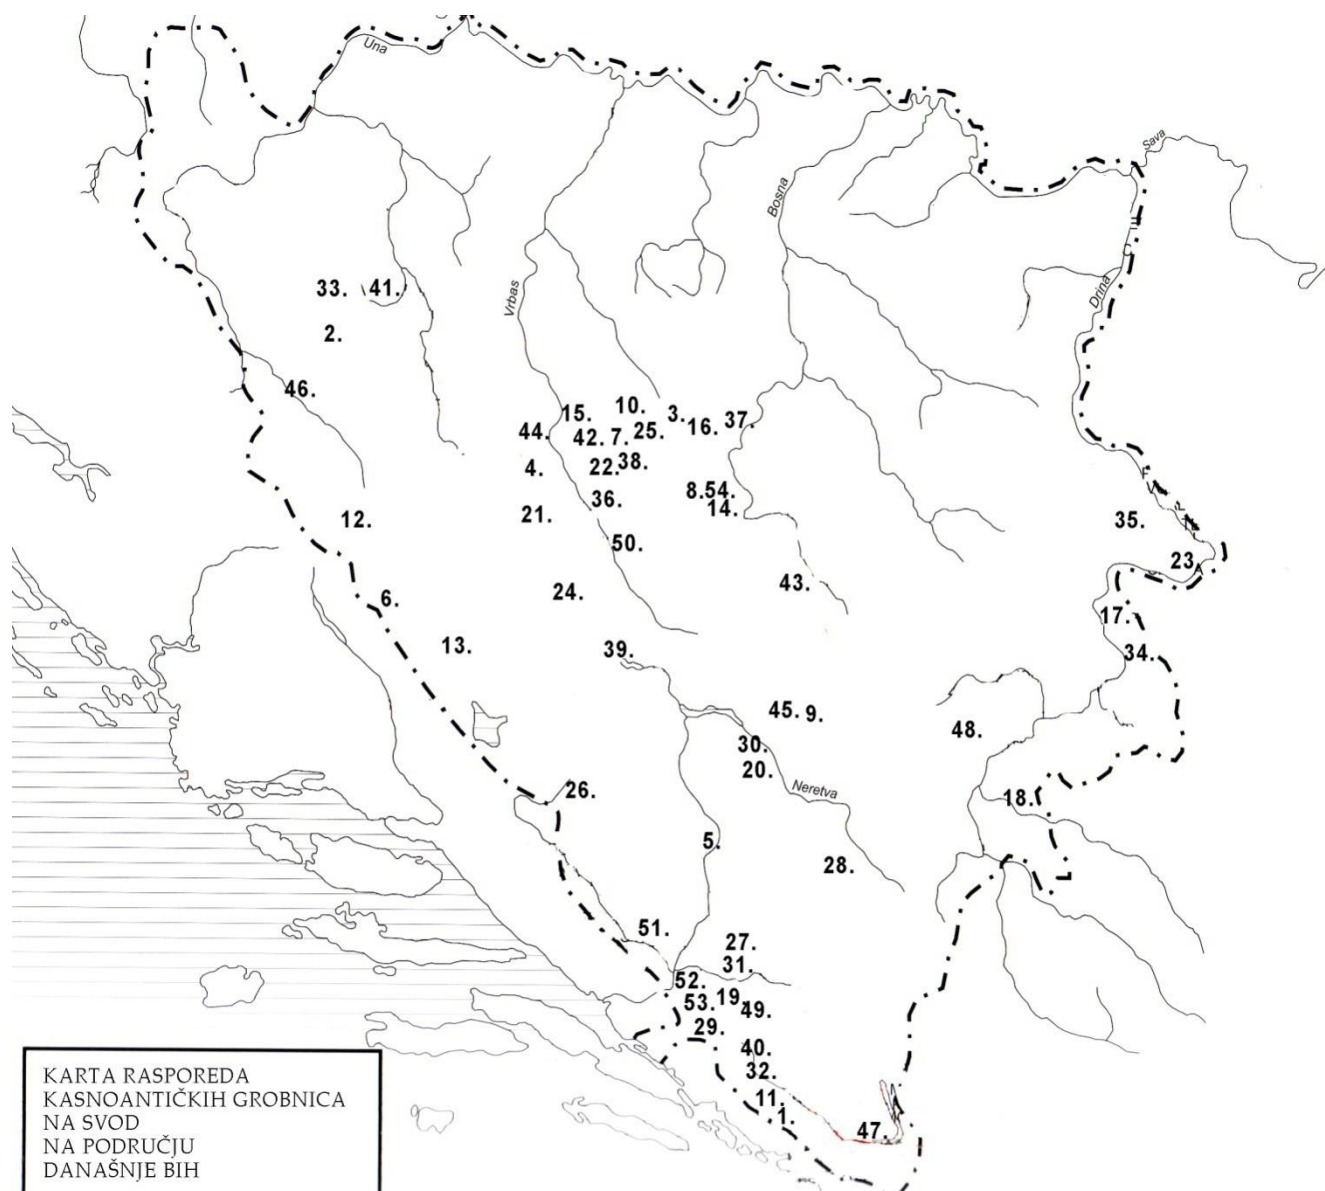 Una
Sava
Bosna
Drina
Vrbas
33. 41.
2.
46.
15. 10. 3. 16. 37.
44. 42. 7. 25.
4. 22. 38.
36. 8. 54.
21. 14.
12. 35.
50. 23.
24. 43.
6. 17.
13. 39. 34.
45. 9. 48.
30.
20. Neretva
26. 18.
5.
28.
51. 27.
31.
52.
53. 19. 49.
29.
40.
32.
11.
1. 47.
KARTA RASPOREDA
KASNOANTIČKIH GROBNICA
NA SVOD
NA PODRUČJU
DANAŠNJE BIH